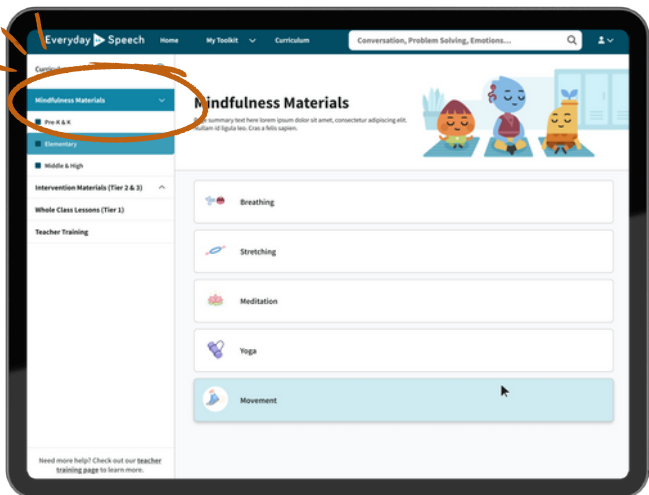 Everyday Speech
Home
My Toolkit
Curriculum
Conversation, Problem Solving, Emotions...
Mindfulness Materials
Pre-K & K
Elementary
Middle & High
Intervention Materials (Tier 2 & 3)
Whole Class Lessons (Tier 1)
Teacher Training
Need more help? Check out our teacher
training page to learn more.
Mindfulness Materials
summary text here lorem ipsum dolor sit amet, consectetur adipiscing elit.
Nullam id ligula leo. Cras a felis sapien.
Breathing
Stretching
Meditation
Yoga
Movement